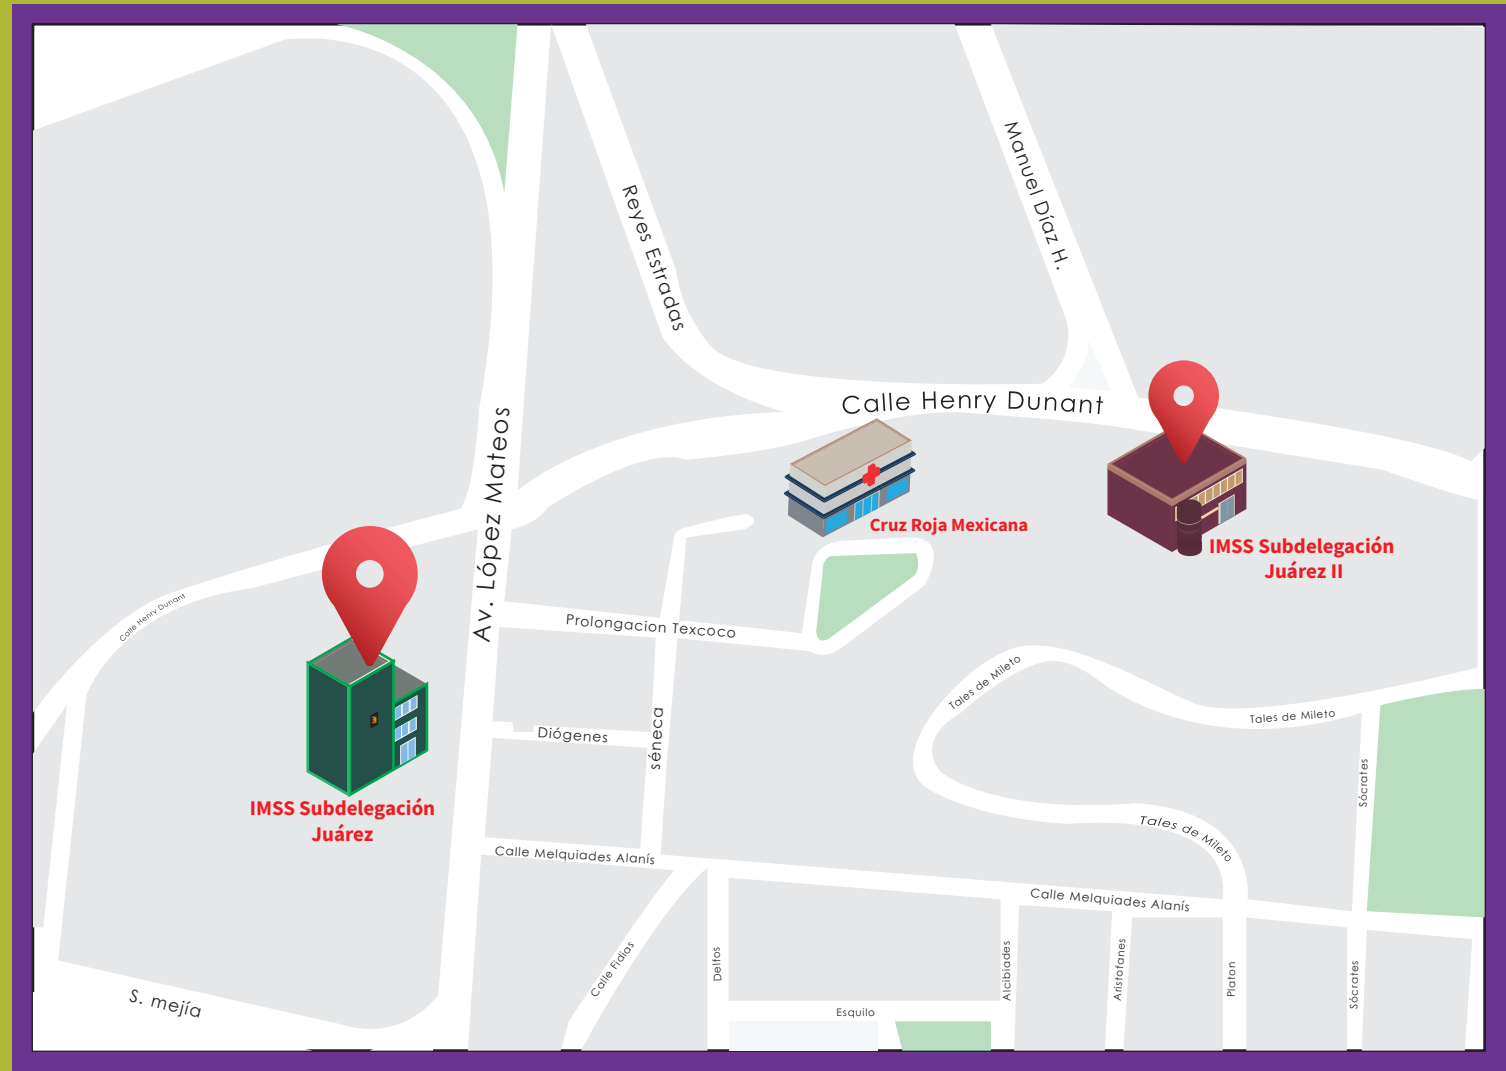 Manuel Díaz H.
Reyes Estradas
Calle Henry Dunant
Av. López Mateos
Cruz Roja Mexicana
IMSS Subdelegación
Juárez II
Calle Henry Dunant
Prolongacion Texcoco
Tales de Mileto
Tales de Mileto
séneca
Diógenes
3
IMSS Subdelegación
Juárez
Sócrates
Tales de Mileto
Calle Melquiades Alanís
Calle Melquiades Alanís
Calle Fidias
Delfos
Alcibiades
Aristofanes
Platon
Sócrates
S. mejía
Esquilo